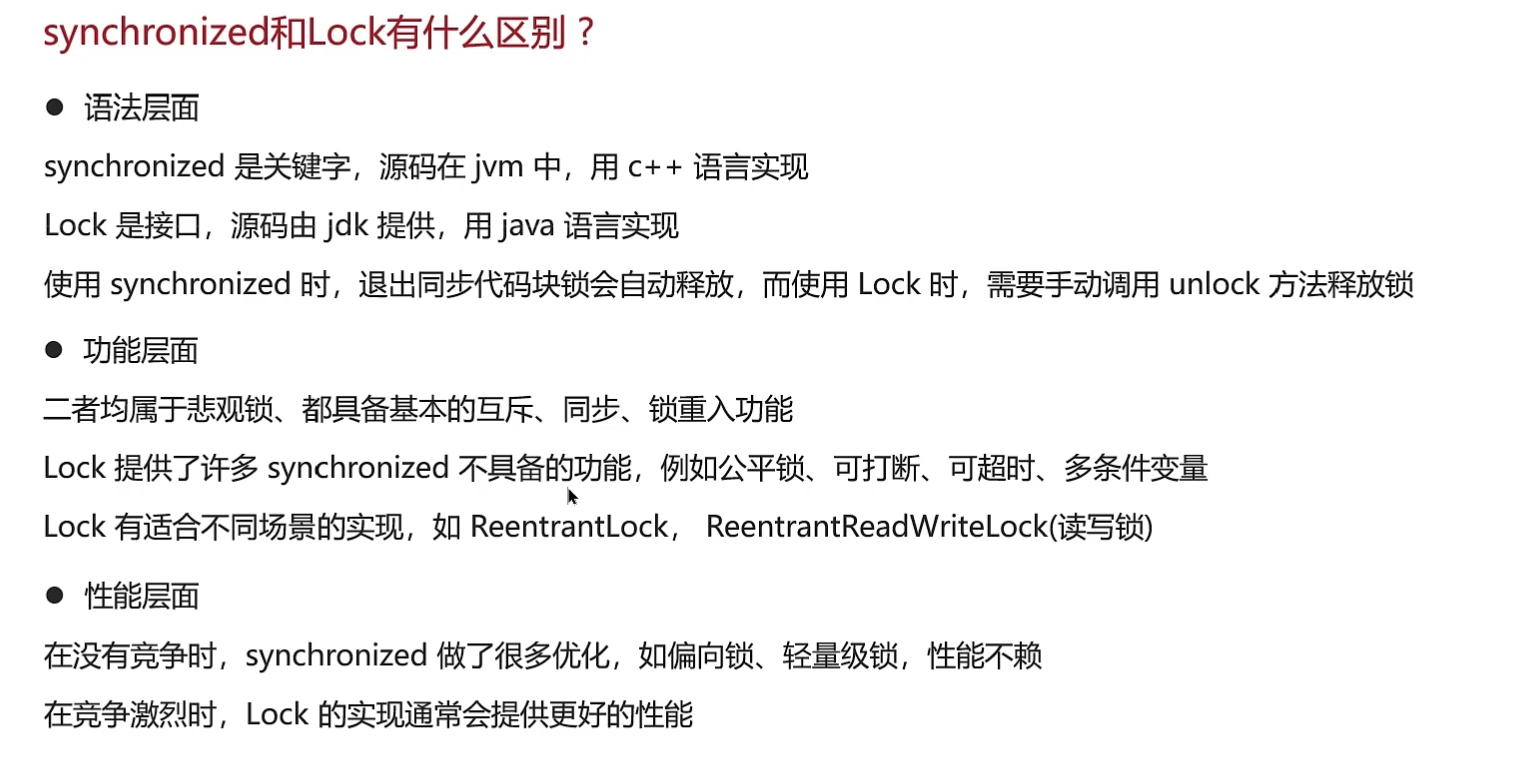 synchronized和Lock有什么区别？
● 语法层面
synchronized 是关键字，源码在 jvm 中，用 c++ 语言实现
Lock 是接口，源码由 jdk 提供，用 java 语言实现
使用 synchronized 时，退出同步代码块锁会自动释放，而使用 Lock 时，需要手动调用 unlock 方法释放锁
● 功能层面
二者均属于悲观锁、都具备基本的互斥、同步、锁重入功能
Lock 提供了许多 synchronized 不具备的功能，例如公平锁、可打断、可超时、多条件变量
Lock 有适合不同场景的实现，如 ReentrantLock， ReentrantReadWriteLock(读写锁)
● 性能层面
在没有竞争时，synchronized 做了很多优化，如偏向锁、轻量级锁，性能不赖
在竞争激烈时，Lock 的实现通常会提供更好的性能